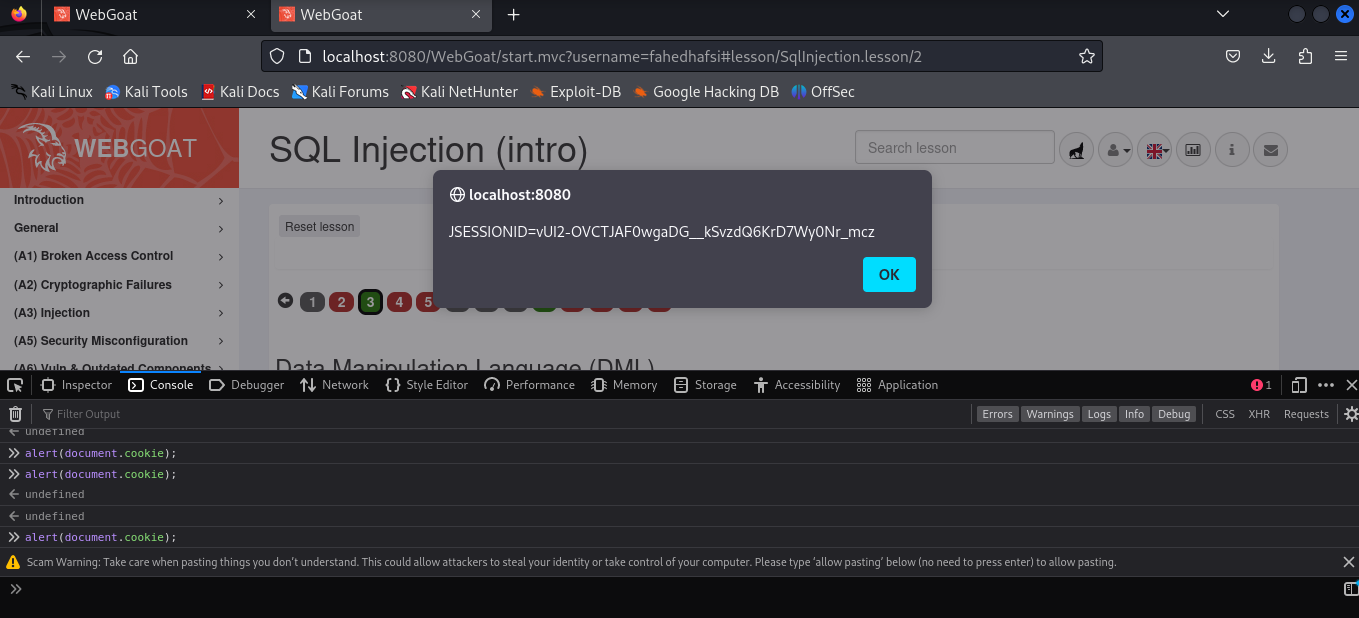 WebGoat
WebGoat
localhost:8080/WebGoat/start.mvc?username=fahedhafsi#lesson/SqlInjection.lesson/2
Kali Linux Kali Tools Kali Docs Kali Forums Kali NetHunter Exploit-DB Google Hacking DB OffSec
WEBGOAT
SQL Injection (intro)
Search lesson
Introduction
General
(A1) Broken Access Control
(A2) Cryptographic Failures
(A3) Injection
(A5) Security Misconfiguration
(A6) Vuln & Outdated Components
Reset lesson
localhost:8080
JSESSIONID=vUI2-OVCTJAF0wgaDG__kSvzdQ6KrD7Wy0Nr_mcz
OK
1 2 3 4 5
Data Manipulation Language (DML)
Inspector Console Debugger Network Style Editor Performance Memory Storage Accessibility Application 1
Filter Output Errors Warnings Logs Info Debug CSS XHR Requests
undefined
alert(document.cookie);
alert(document.cookie);
undefined
undefined
alert(document.cookie);
Scam Warning: Take care when pasting things you don’t understand. This could allow attackers to steal your identity or take control of your computer. Please type ‘allow pasting’ below (no need to press enter) to allow pasting.